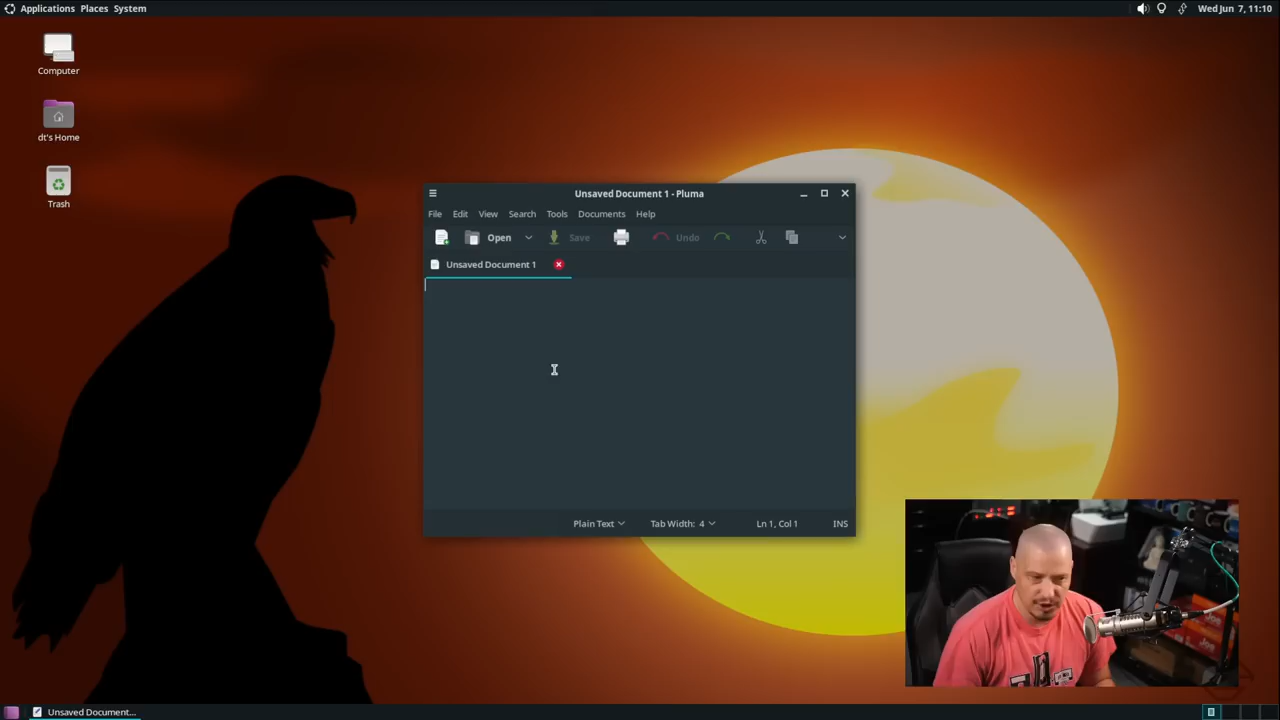 Applications Places System
Wed Jun 7, 11:10
Computer
dt's Home
Trash
Unsaved Document 1 - Pluma
File Edit View Search Tools Documents Help
Open Save Undo
Unsaved Document 1
Plain Text Tab Width: 4 Ln 1, Col 1 INS
Unsaved Document...